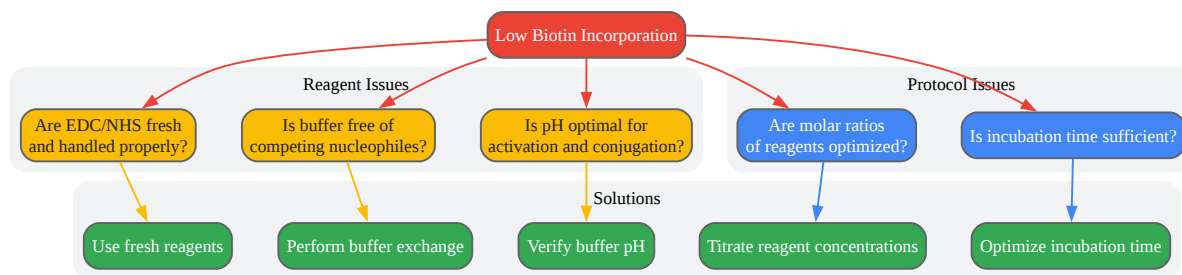 Low Biotin Incorporation
Reagent Issues
Protocol Issues
Are EDC/NHS fresh
and handled properly?
Is buffer free of
competing nucleophiles?
Is pH optimal for
activation and conjugation?
Are molar ratios
of reagents optimized?
Is incubation time sufficient?
Solutions
Use fresh reagents
Perform buffer exchange
Verify buffer pH
Titrate reagent concentrations
Optimize incubation time